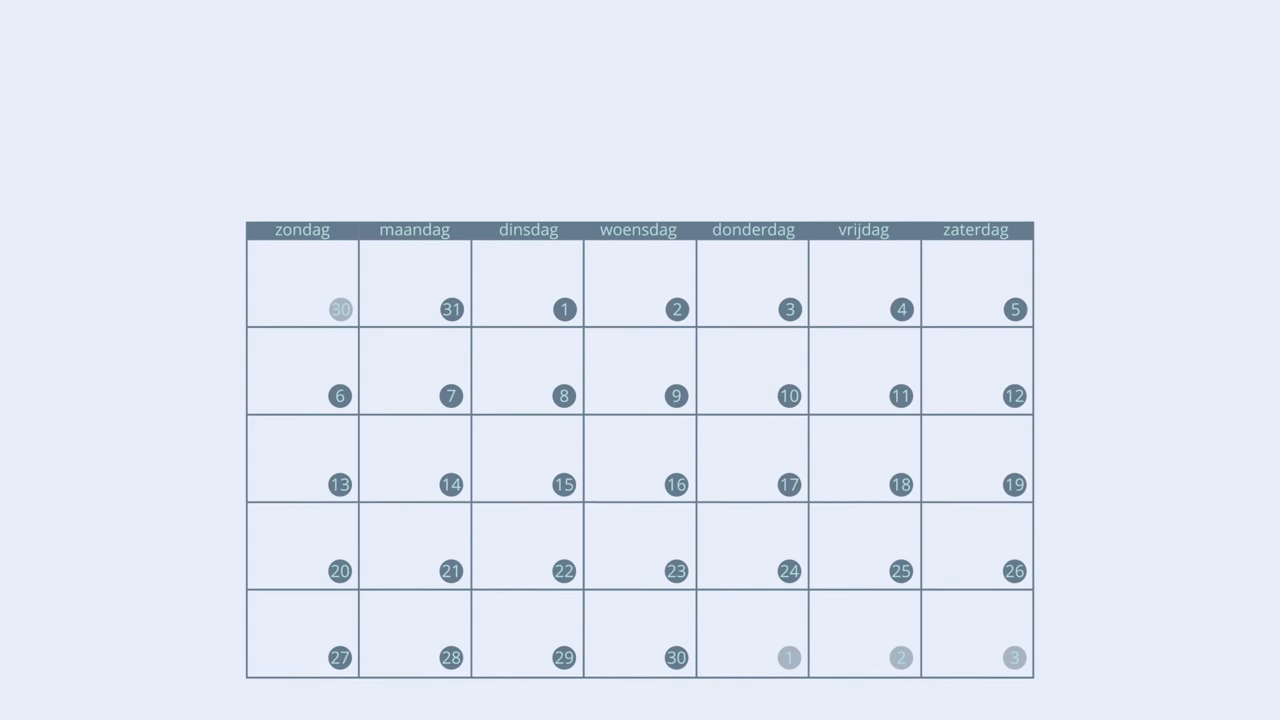 zondag maandag dinsdag woensdag donderdag vrijdag zaterdag
30 31 1 2 3 4 5
6 7 8 9 10 11 12
13 14 15 16 17 18 19
20 21 22 23 24 25 26
27 28 29 30 1 2 3